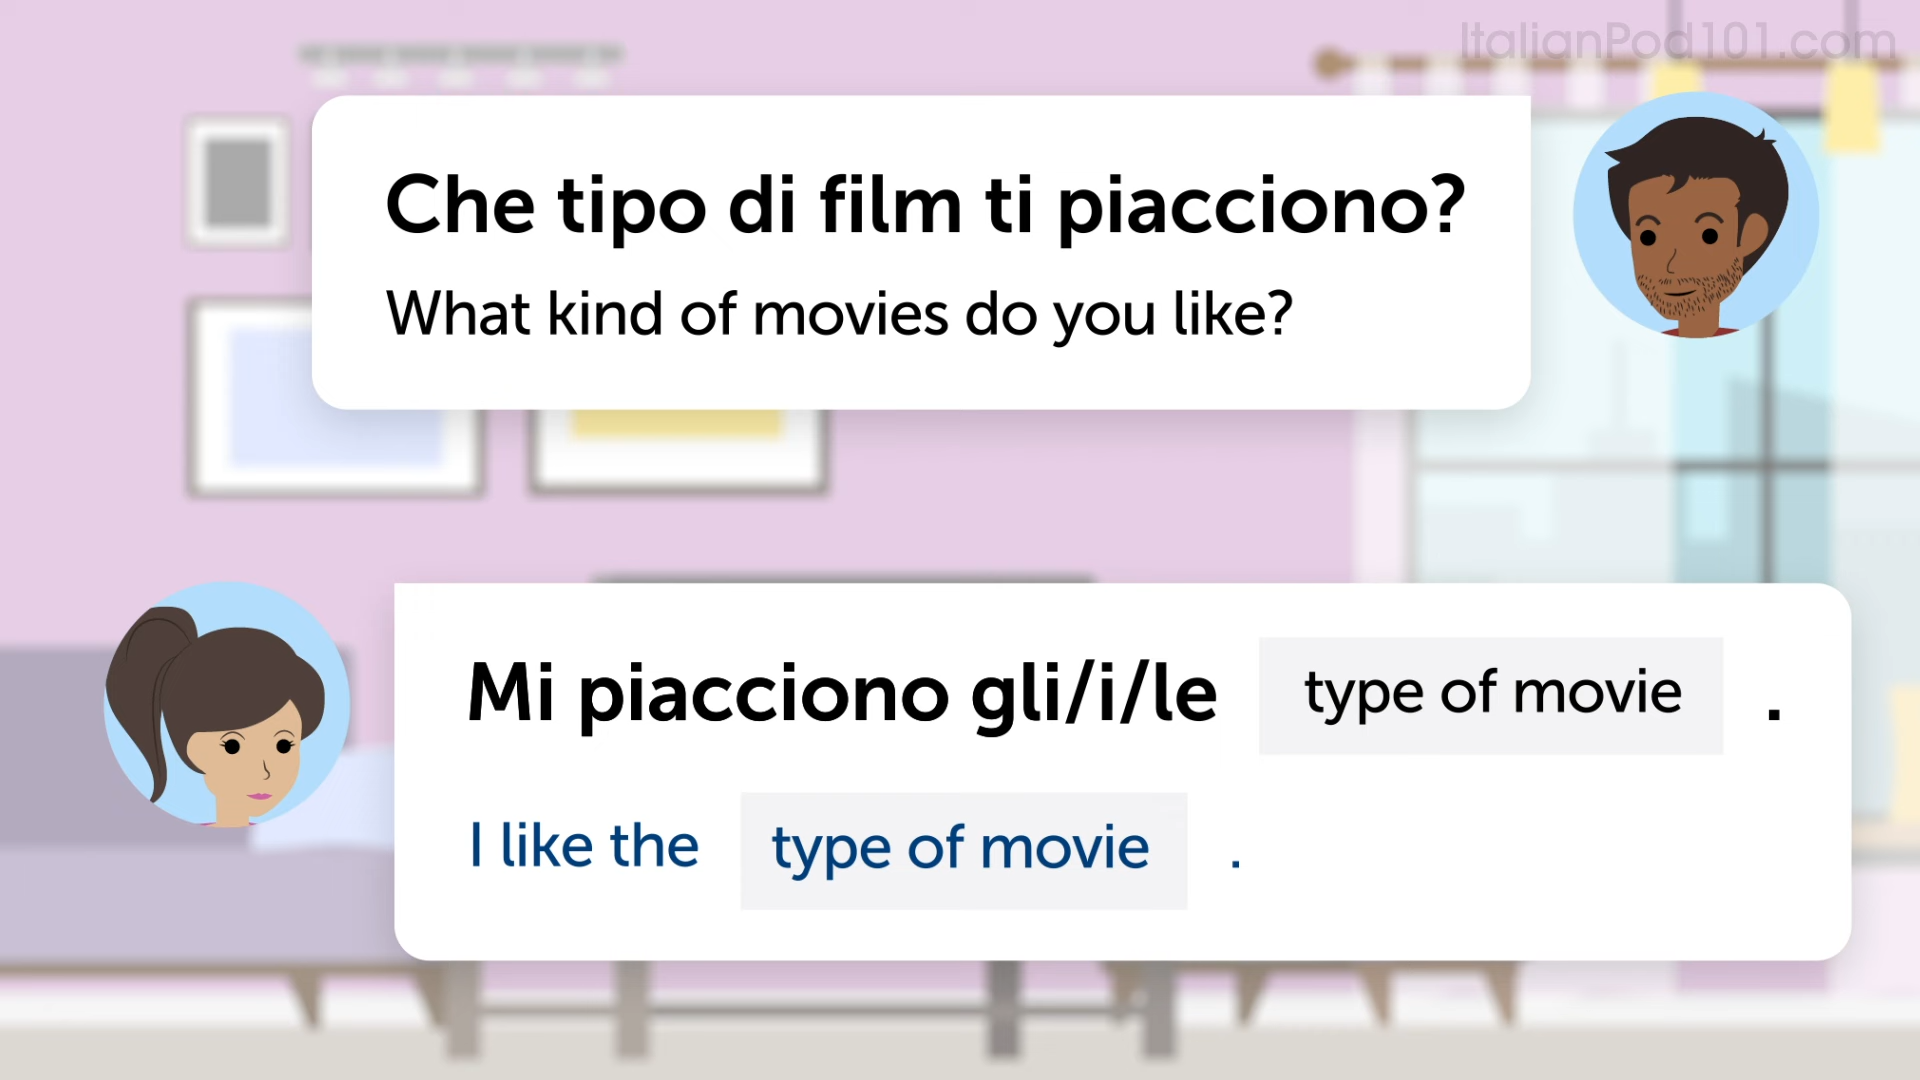 ItalianPod101.com
Che tipo di film ti piacciono?
What kind of movies do you like?
Mi piacciono gli/i/le type of movie .
I like the type of movie .